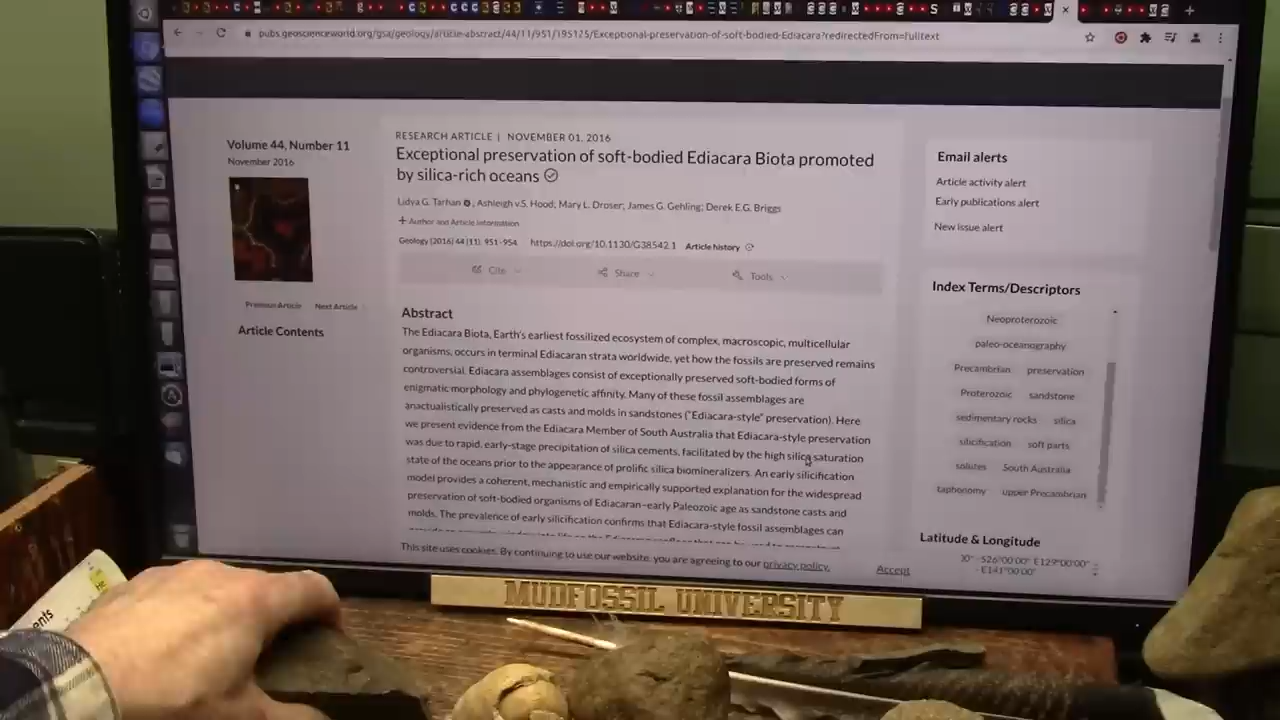 pubs.geoscienceworld.org/gsa/geology/article-abstract/44/11/951/195125/Exceptional-preservation-of-soft-bodied-Ediacara?redirectedFrom=fulltext
Volume 44, Number 11
November 2016
Previous Article Next Article
Article Contents
RESEARCH ARTICLE | NOVEMBER 01, 2016
Exceptional preservation of soft-bodied Ediacara Biota promoted
by silica-rich oceans
Lidya G. Tarhan; Ashleigh v.S. Hood; Mary L. Droser; James G. Gehling; Derek E.G. Briggs
+ Author and Article Information
Geology (2016) 44 (11): 951–954. https://doi.org/10.1130/G38542.1 Article history
Cite Share Tools
Abstract
The Ediacara Biota, Earth's earliest fossilized ecosystem of complex, macroscopic, multicellular
organisms, occurs in terminal Ediacaran strata worldwide, yet how the fossils are preserved remains
controversial. Ediacara assemblages consist of exceptionally preserved soft-bodied forms of
enigmatic morphology and phylogenetic affinity. Many of these fossil assemblages are
anactualistically preserved as casts and molds in sandstones ("Ediacara-style" preservation). Here
we present evidence from the Ediacara Member of South Australia that Ediacara-style preservation
was due to rapid, early-stage precipitation of silica cements, facilitated by the high silica saturation
state of the oceans prior to the appearance of prolific silica biomineralizers. An early silicification
model provides a coherent, mechanistic and empirically supported explanation for the widespread
preservation of soft-bodied organisms of Ediacaran–early Paleozoic age as sandstone casts and
molds. The prevalence of early silicification confirms that Ediacara-style fossil assemblages can
This site uses cookies. By continuing to use our website, you are agreeing to our privacy policy.
Accept
Email alerts
Article activity alert
Early publications alert
New issue alert
Index Terms/Descriptors
Neoproterozoic
paleo-oceanography
Precambrian preservation
Proterozoic sandstone
sedimentary rocks silica
silicification soft parts
solutes South Australia
taphonomy upper Precambrian
Latitude & Longitude
ents
MUDFOSSIL UNIVERSITY